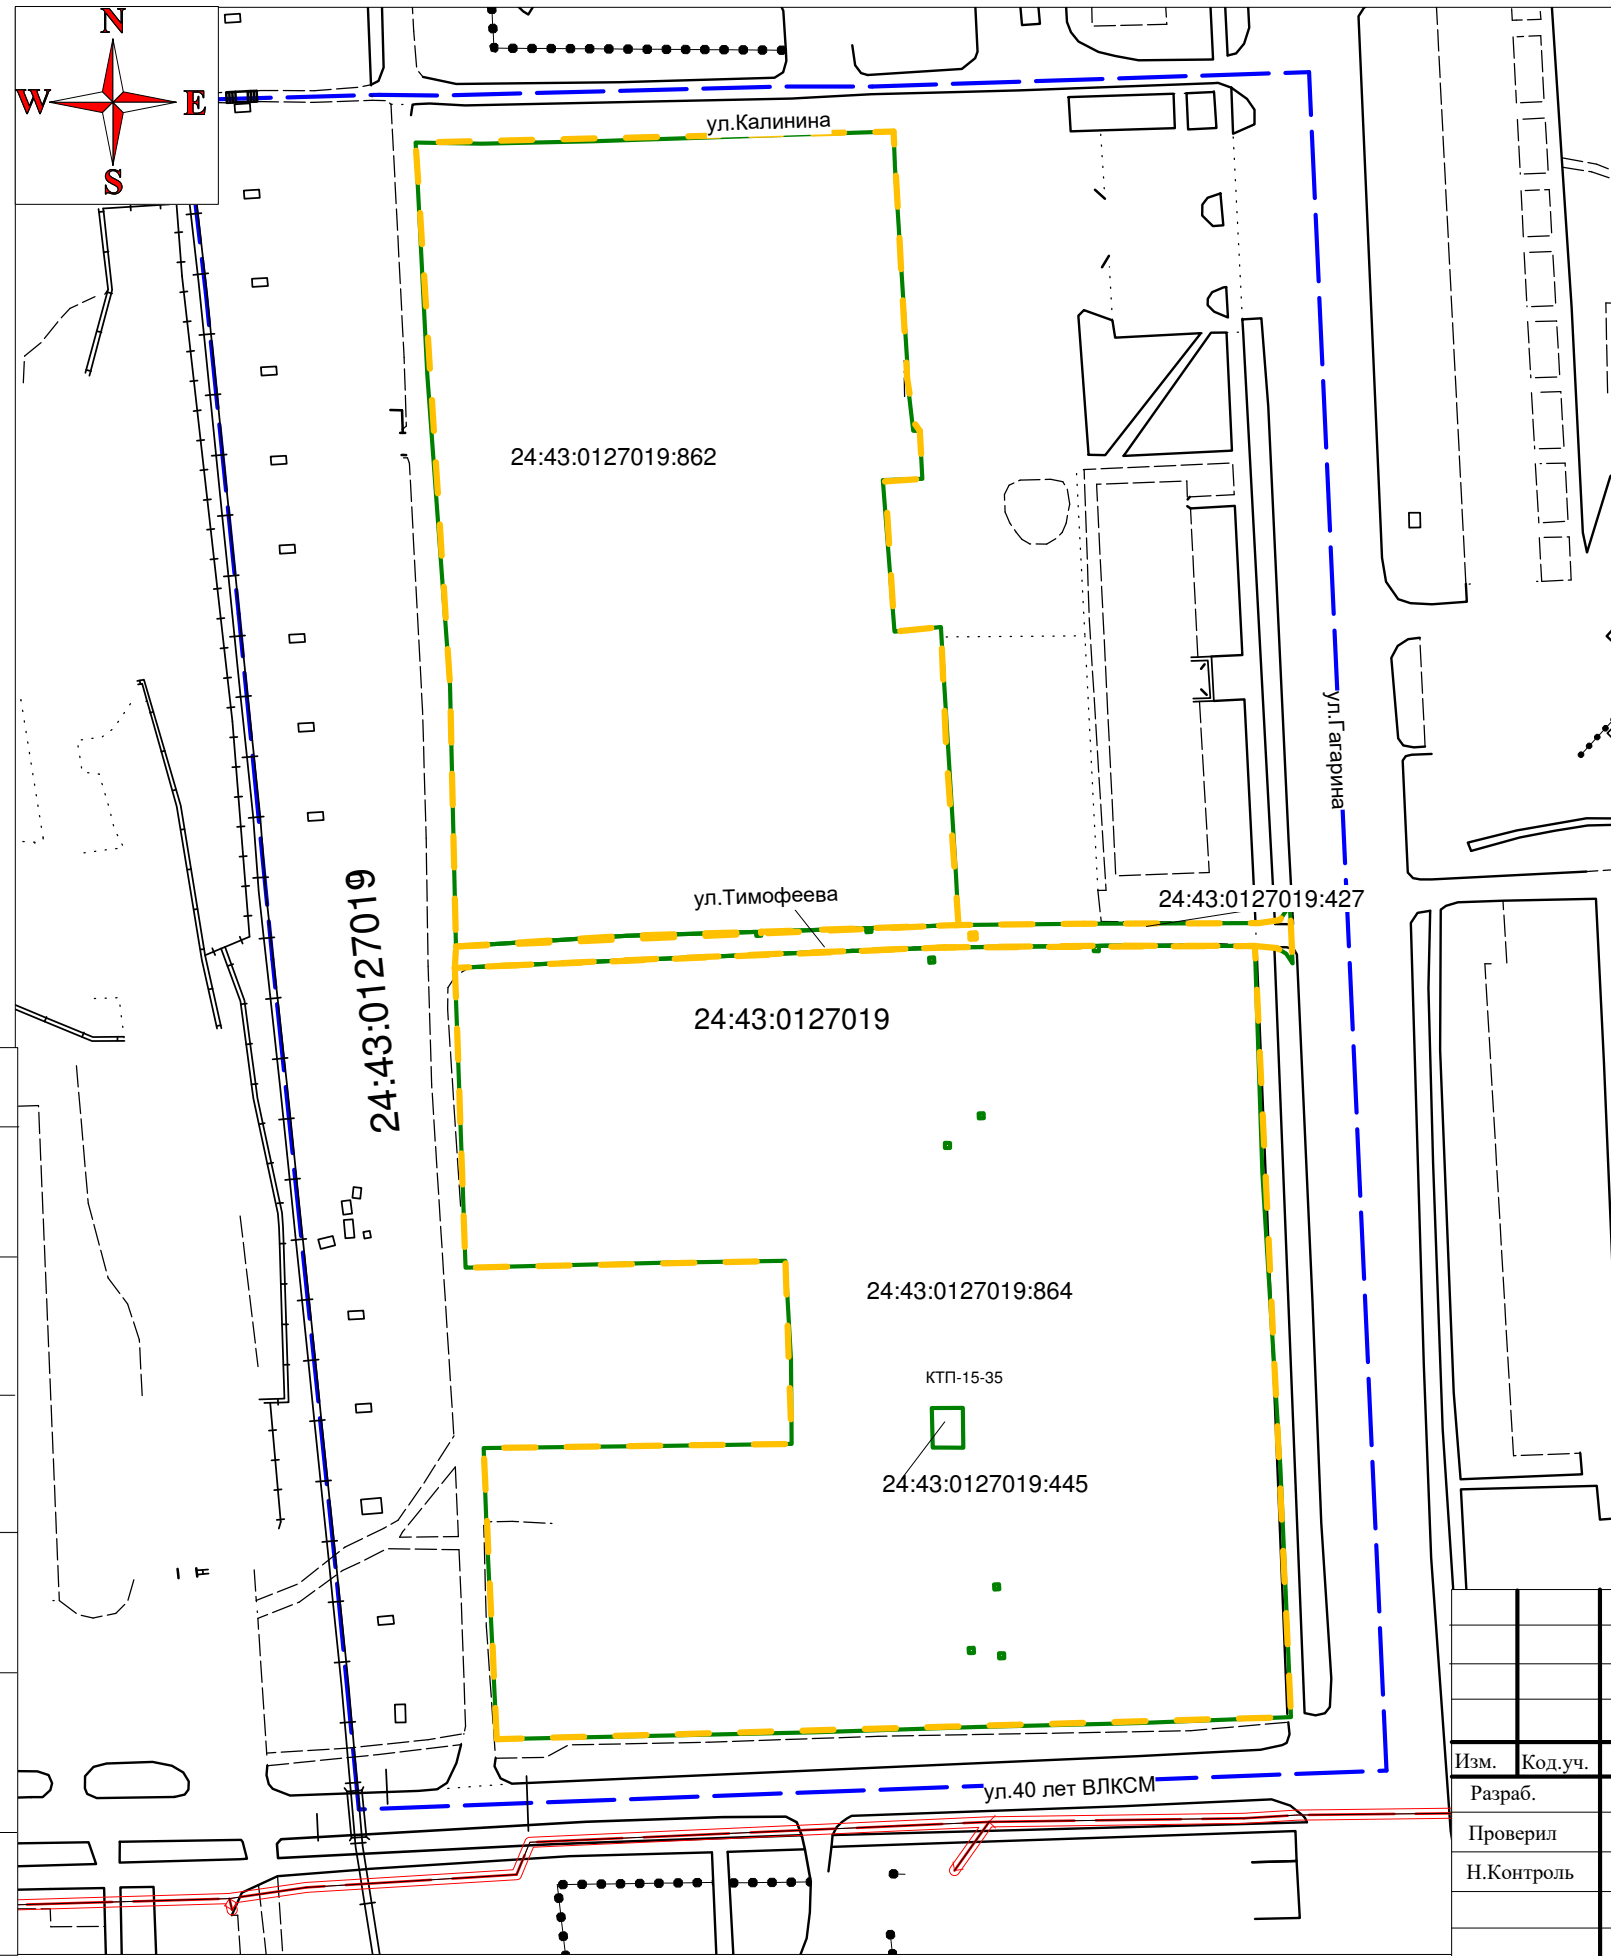 N
W E
S
ул.Калинина
24:43:0127019:862
ул.Гагарина
24:43:0127019
ул.Тимофеева
24:43:0127019:427
24:43:0127019
24:43:0127019:864
КТП-15-35
24:43:0127019:445
ул.40 лет ВЛКСМ
Изм. Код.уч.
Разраб.
Проверил
Н.Контроль